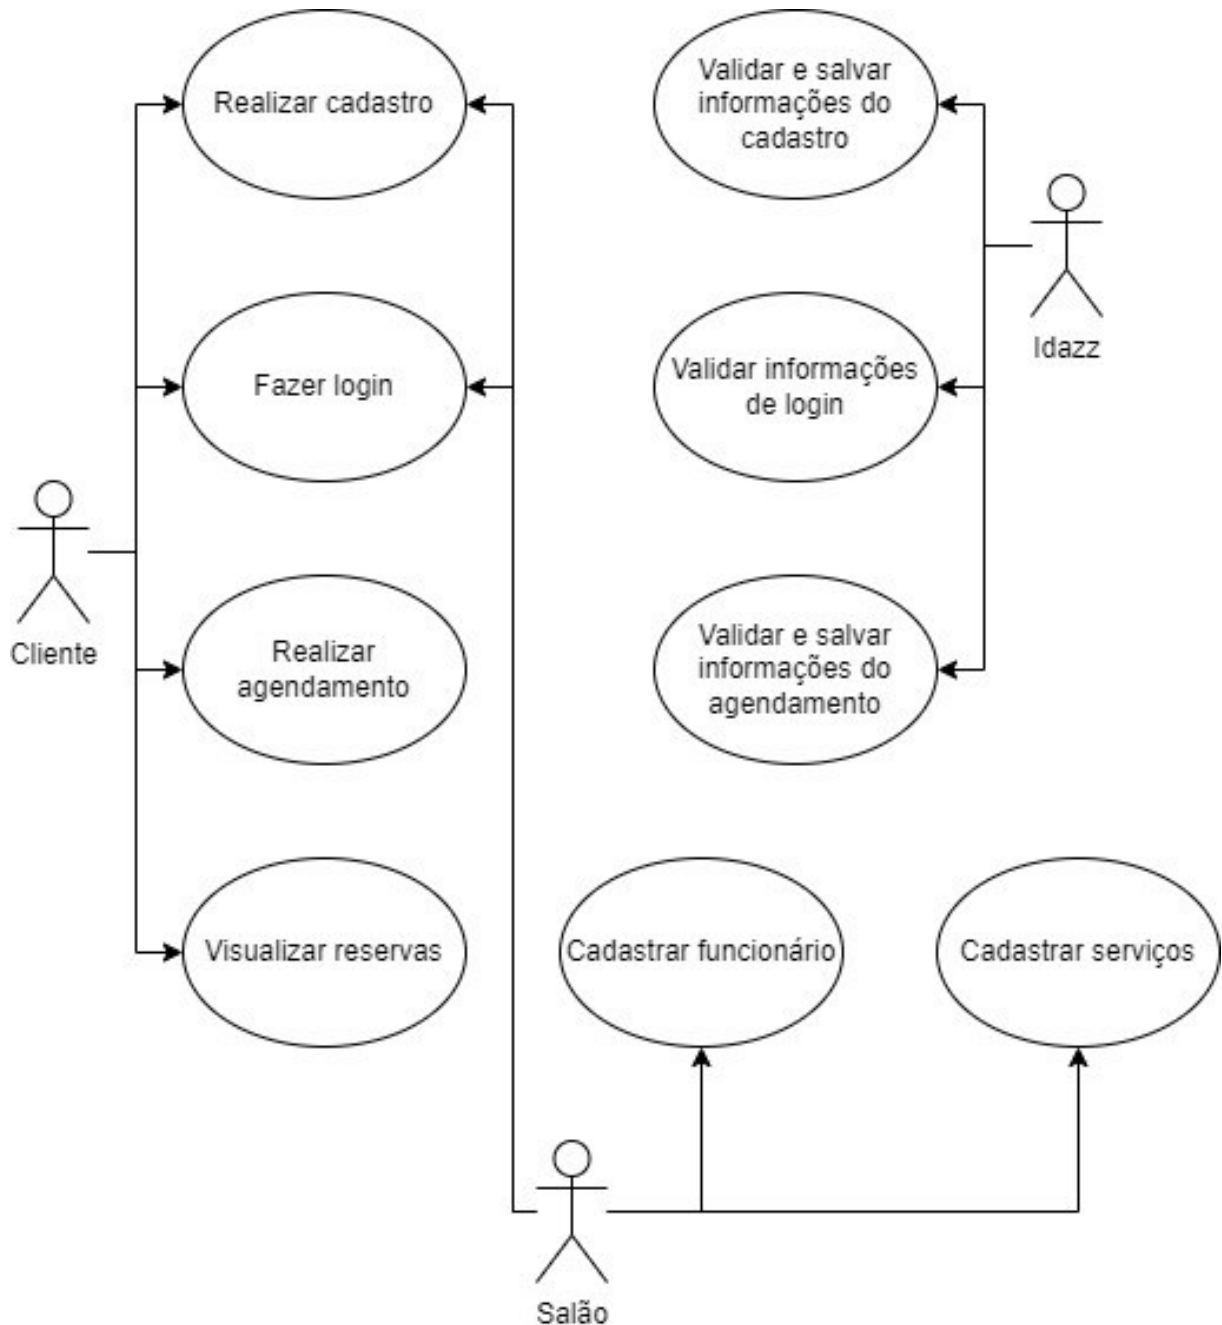 Realizar cadastro
Validar e salvar
informações do
cadastro
Idazz
Fazer login
Validar informações
de login
Cliente
Realizar
agendamento
Validar e salvar
informações do
agendamento
Visualizar reservas
Cadastrar funcionário
Cadastrar serviços
Salão